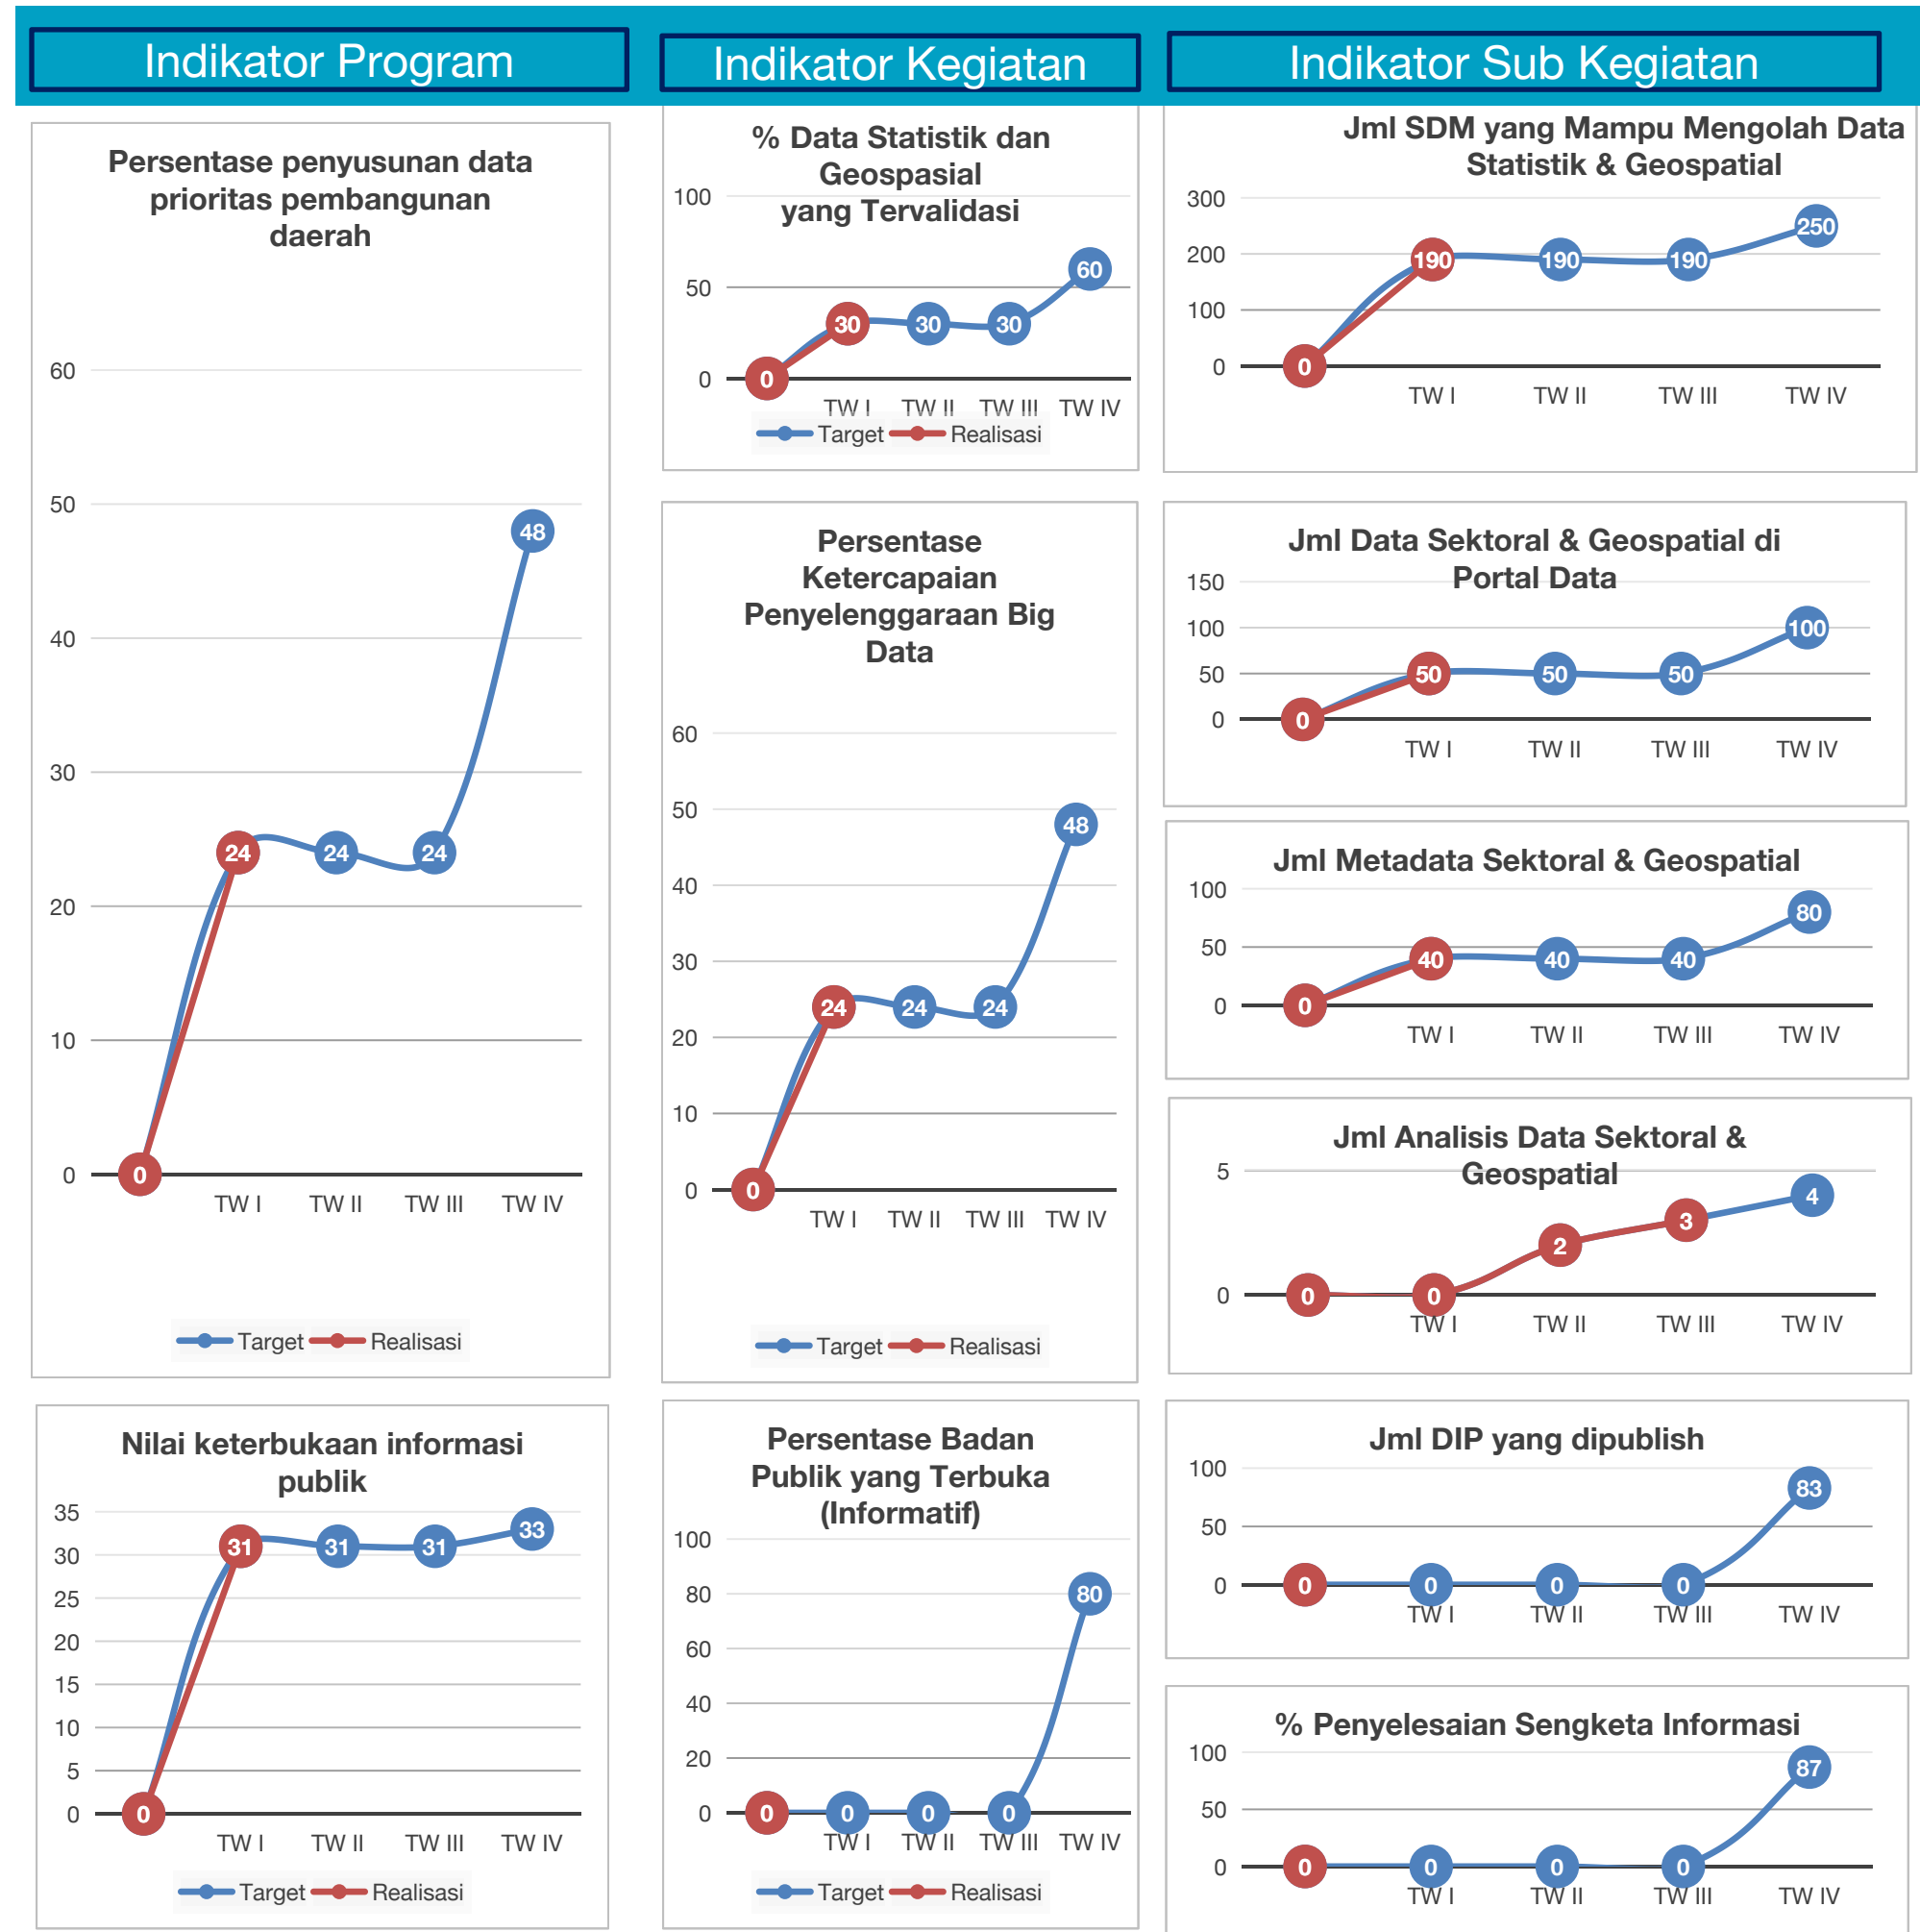 Indikator Program
Indikator Kegiatan
Indikator Sub Kegiatan
Persentase penyusunan data
prioritas pembangunan
daerah
60
50
40
30
20
10
0
48
24
24
24
0
TW I TW II TW III TW IV
Target Realisasi
Nilai keterbukaan informasi
publik
35
30
25
20
15
10
5
0
0
31
31
31
33
TW I TW II TW III TW IV
Target Realisasi
% Data Statistik dan
Geospasial
yang Tervalidasi
100
50
0
0
30
30
30
60
TW I TW II TW III TW IV
Target Realisasi
Persentase
Ketercapaian
Penyelenggaraan Big
Data
60
50
40
30
20
10
0
0
24
24
24
48
TW I TW II TW III TW IV
Target Realisasi
Persentase Badan
Publik yang Terbuka
(Informatif)
100
80
60
40
20
0
0
0
0
0
80
TW I TW II TW III TW IV
Target Realisasi
Jml SDM yang Mampu Mengolah Data
Statistik & Geospatial
300
200
100
0
0
190
190
190
250
TW I TW II TW III TW IV
Jml Data Sektoral & Geospatial di
Portal Data
150
100
50
0
0
50
50
50
100
TW I TW II TW III TW IV
Jml Metadata Sektoral & Geospatial
100
50
0
0
40
40
40
80
TW I TW II TW III TW IV
Jml Analisis Data Sektoral &
Geospatial
5
0
0
0
2
3
4
TW I TW II TW III TW IV
Jml DIP yang dipublish
100
50
0
0
0
0
0
83
TW I TW II TW III TW IV
% Penyelesaian Sengketa Informasi
100
50
0
0
0
0
0
87
TW I TW II TW III TW IV